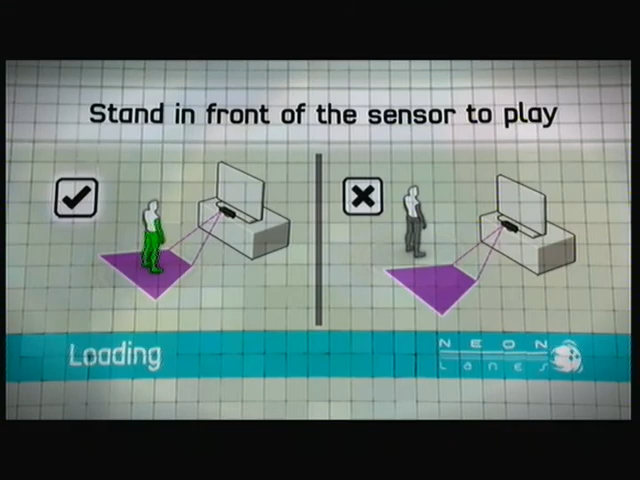 Stand in front of the sensor to play
Loading
NEON
Lanes